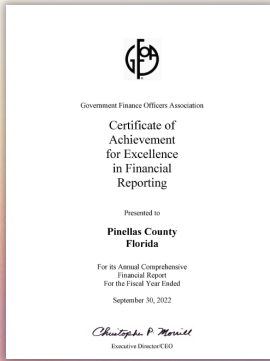 GFOA
Government Finance Officers Association
Certificate of
Achievement
for Excellence
in Financial
Reporting
Presented to
Pinellas County
Florida
For its Annual Comprehensive
Financial Report
For the Fiscal Year Ended
September 30, 2022
Christopher P. Morrill
Executive Director/CEO